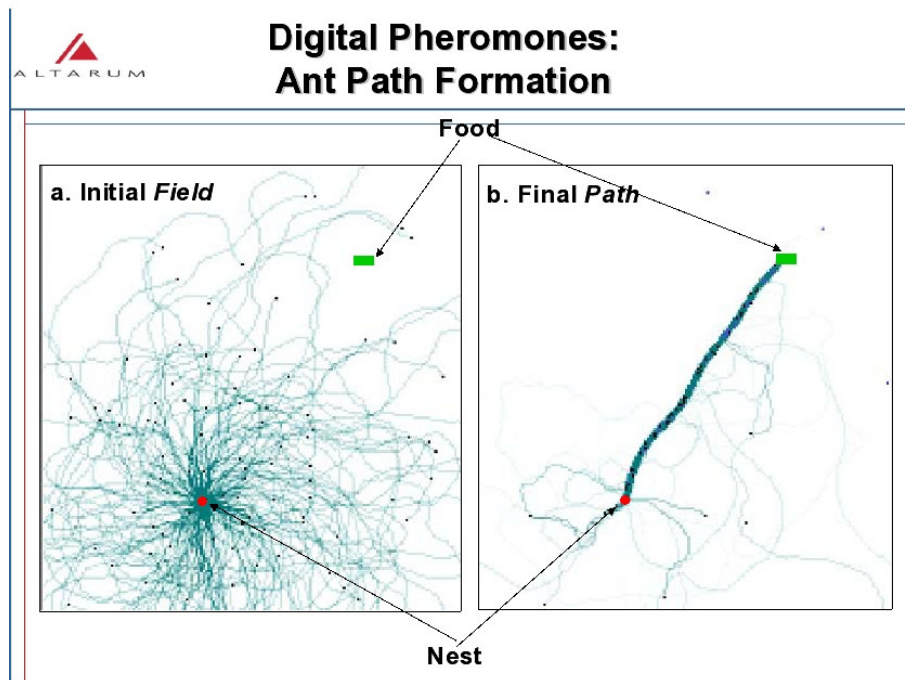 ALTARUM
Digital Pheromones:
Ant Path Formation
Food
a. Initial Field
b. Final Path
Nest